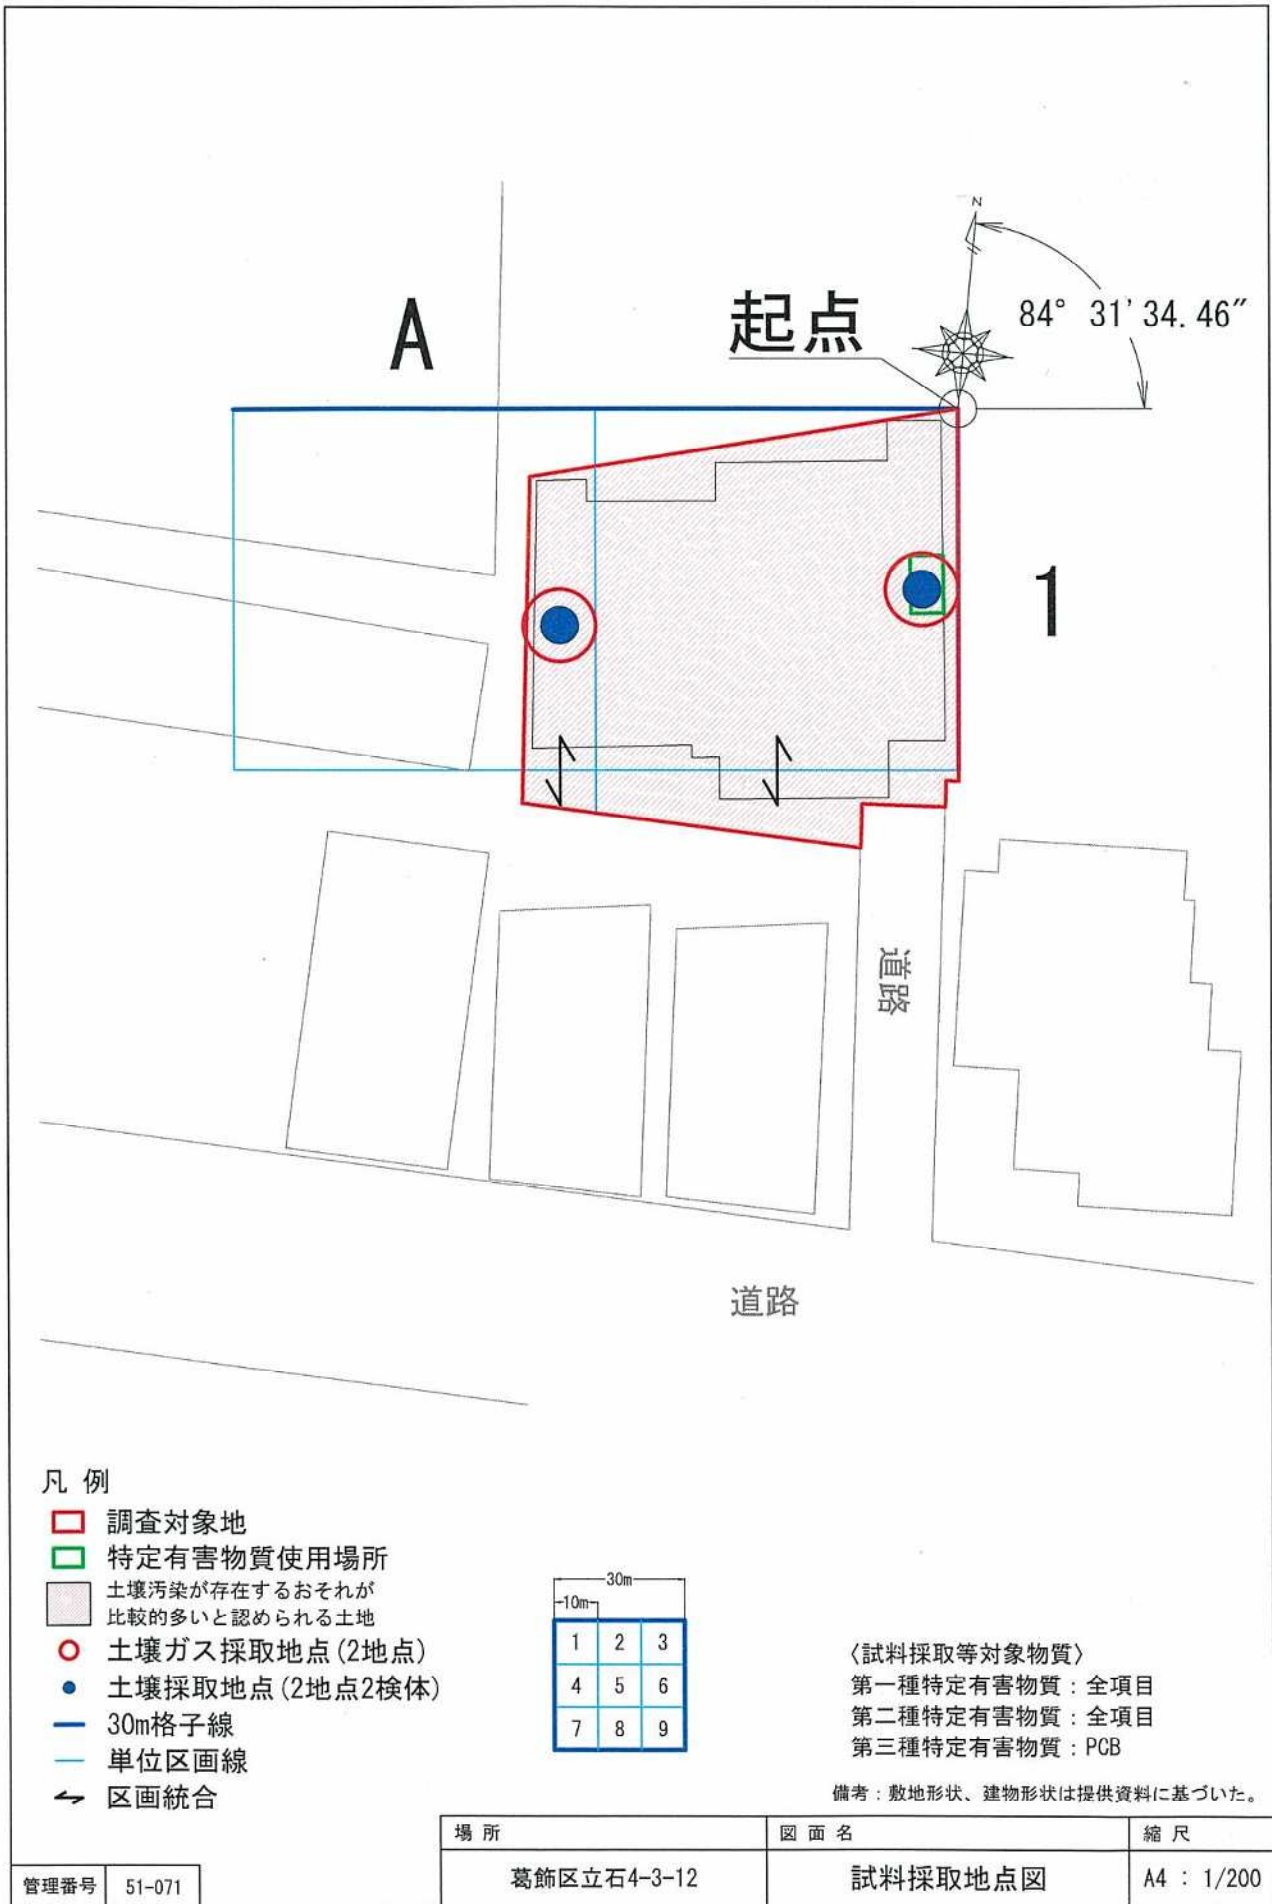 N
84° 31' 34.46″
A
起点
1
道路
道路
凡 例
調査対象地
特定有害物質使用場所
土壌汚染が存在するおそれが
比較的多いと認められる土地
土壌ガス採取地点(2地点)
土壌採取地点(2地点2検体)
30m格子線
単位区画線
区画統合
30m
10m
1 2 3
4 5 6
7 8 9
〈試料採取等対象物質〉
第一種特定有害物質：全項目
第二種特定有害物質：全項目
第三種特定有害物質：PCB
備考：敷地形状、建物形状は提供資料に基づいた。
場 所
図 面 名
縮 尺
葛飾区立石4-3-12
試料採取地点図
A4 : 1/200
管理番号
51-071